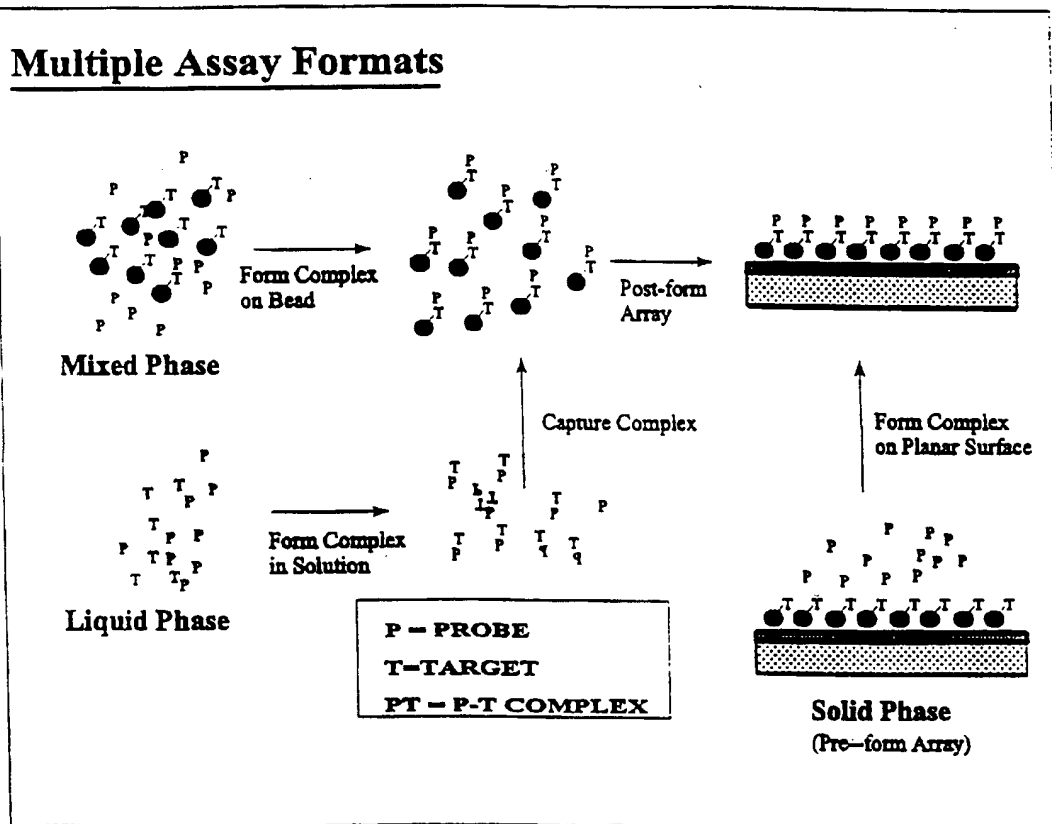 Multiple Assay Formats
P
P
T
P
T
T
T
T
P
T
T
T
P
P
T
P
P
P
P
P
P
Form Complex
on Bead
Mixed Phase
P
T
P
T
P
T
P
T
P
T
P
T
P
T
P
T
P
T
P
T
Post-form
Array
P P P P P P P P
T T T T T T T T
Capture Complex
Form Complex
on Planar Surface
P
T T P
P
T
P P
P
T P P
T T P
P
Form Complex
in Solution
Liquid Phase
T
P
T
P
T
P
P
T
P
T
P
P P P P
P P P
P P P P
T T T T T T T T
P = PROBE
T=TARGET
PT = P-T COMPLEX
Solid Phase
(Pre-form Array)